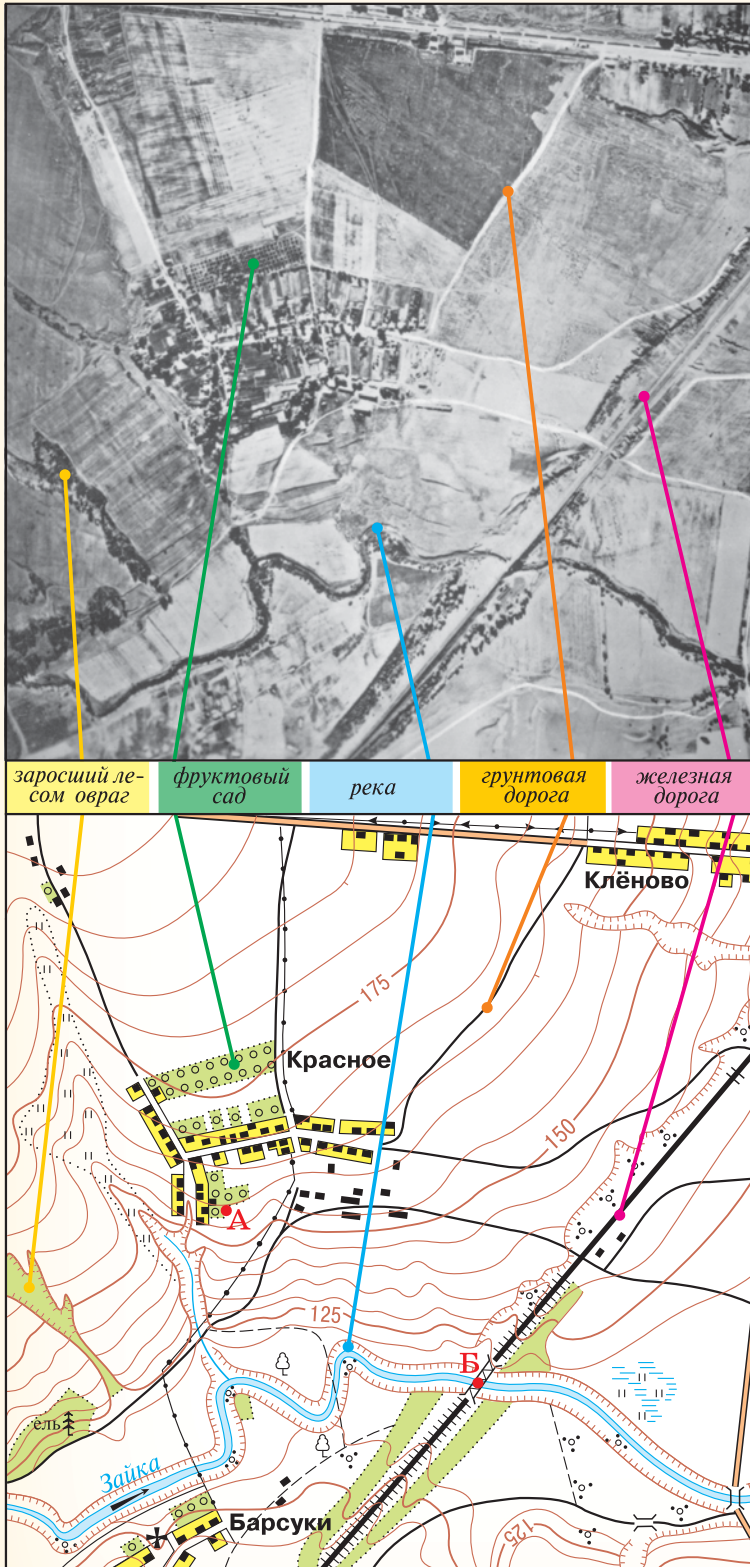 заросший ле-
сом овраг
фруктовый
сад
река
грунтовая
дорога
железная
дорога
Клёново
175
Красное
150
А
125
Б
ель
Зайка
Барсуки
125